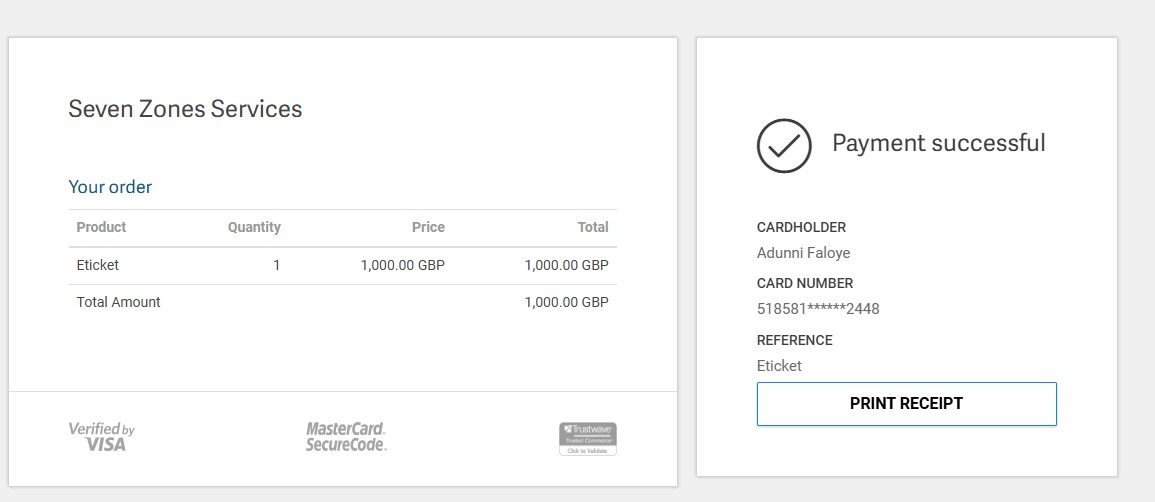 Seven Zones Services
Your order
Product Quantity Price Total
Eticket 1 1,000.00 GBP 1,000.00 GBP
Total Amount 1,000.00 GBP
Verified by
VISA
MasterCard
SecureCode
Trustwave
Trusted Commerce
Click to Validate
Payment successful
CARDHOLDER
Adunni Faloye
CARD NUMBER
518581******2448
REFERENCE
Eticket
PRINT RECEIPT